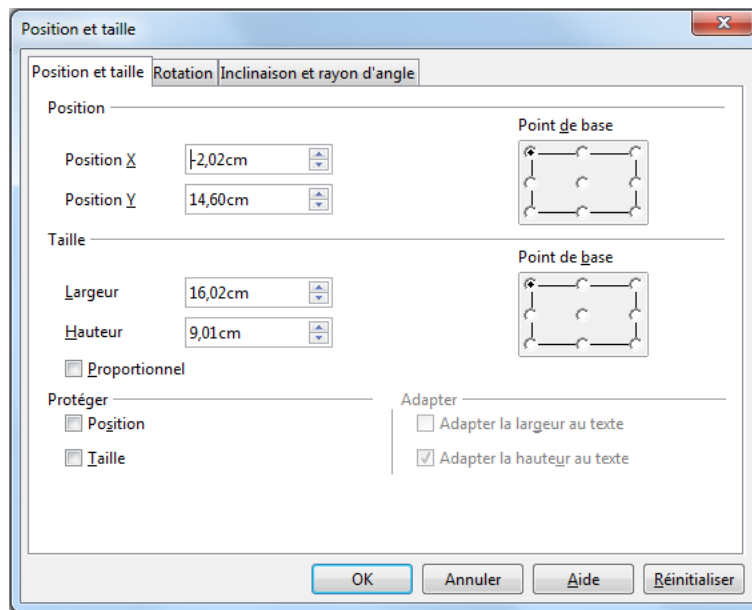 Position et taille
Position et taille Rotation Inclinaison et rayon d'angle
Position
Point de base
Position X -2,02cm
Position Y 14,60cm
Taille
Point de base
Largeur 16,02cm
Hauteur 9,01cm
Proportionnel
Protéger Adapter
Position Adapter la largeur au texte
Taille Adapter la hauteur au texte
OK Annuler Aide Réinitialiser